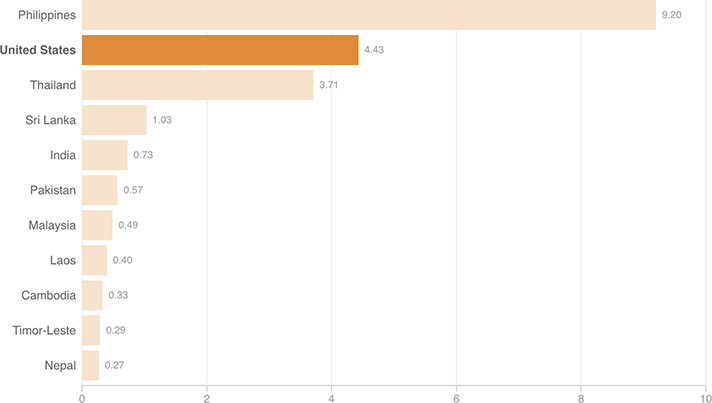 Philippines 9.20
United States 4.43
Thailand 3.71
Sri Lanka 1.03
India 0.73
Pakistan 0.57
Malaysia 0.49
Laos 0.40
Cambodia 0.33
Timor-Leste 0.29
Nepal 0.27
0 2 4 6 8 10